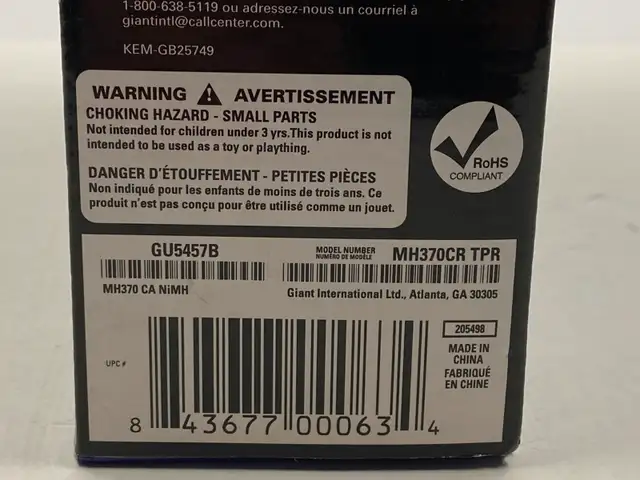 1-800-638-5119 ou adressez-nous un courriel à
giantintl@callcenter.com.
KEM-GB25749
WARNING AVERTISSEMENT
CHOKING HAZARD - SMALL PARTS
Not intended for children under 3 yrs.This product is not
intended to be used as a toy or plaything.
DANGER D'ÉTOUFFEMENT - PETITES PIÈCES
Non indiqué pour les enfants de moins de trois ans. Ce
produit n'est pas conçu pour être utilisé comme un jouet.
RoHS
COMPLIANT
GU5457B
MH370 CA NiMH
MODEL NUMBER
NUMÉRO DE MODÈLE
MH370CR TPR
Giant International Ltd., Atlanta, GA 30305
UPC #
8 43677 00063 4
205498
MADE IN
CHINA
FABRIQUÉ
EN CHINE